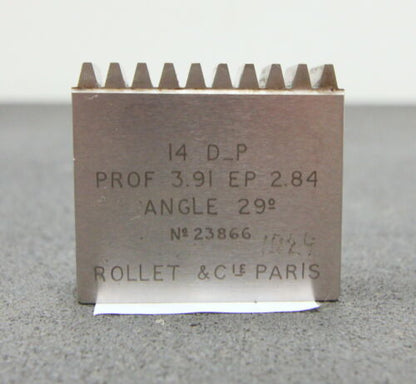 14 D_P
PROF 3.91 EP 2.84
ANGLE 29º
Nº 23866
ROLLET & CIE PARIS